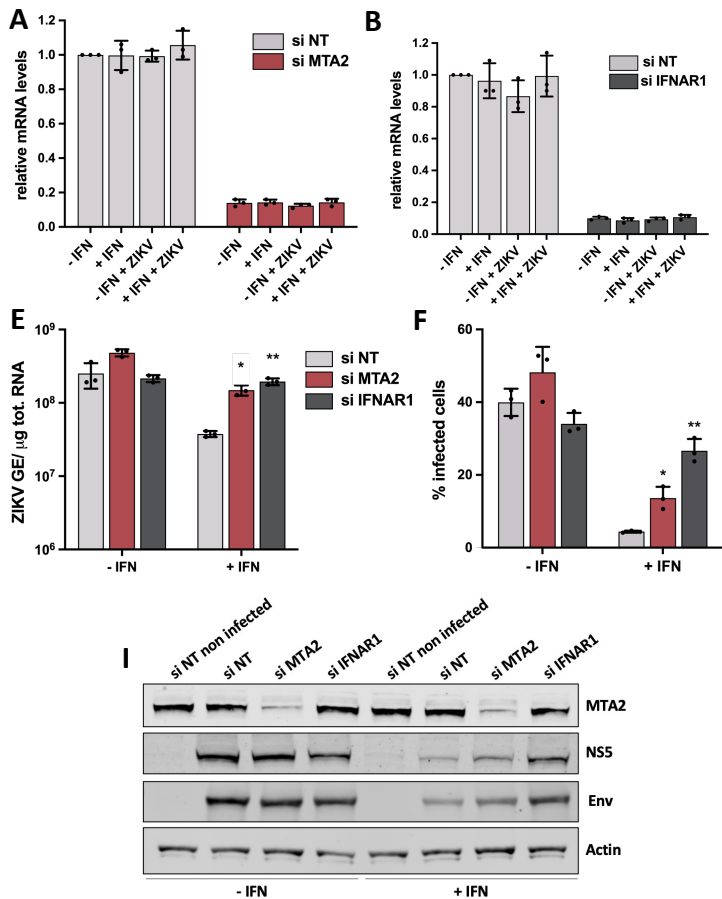 A
relative mRNA levels
1.2
1.0
0.8
0.6
0.4
0.2
0.0
si NT
si MTA2
- IFN
+ IFN
- IFN + ZIKV
+ IFN + ZIKV
- IFN
+ IFN
- IFN + ZIKV
+ IFN + ZIKV
B
relative mRNA levels
1.2
1.0
0.8
0.6
0.4
0.2
0.0
si NT
si IFNAR1
- IFN
+ IFN
- IFN + ZIKV
+ IFN + ZIKV
- IFN
+ IFN
- IFN + ZIKV
+ IFN + ZIKV
E
ZIKV GE/ μg tot. RNA
10⁹
10⁸
10⁷
10⁶
si NT
si MTA2
si IFNAR1
*
**
- IFN
+ IFN
F
% infected cells
60
40
20
0
*
**
- IFN
+ IFN
I
si NT non infected
si NT
si MTA2
si IFNAR1
si NT non infected
si NT
si MTA2
si IFNAR1
MTA2
NS5
Env
Actin
- IFN
+ IFN